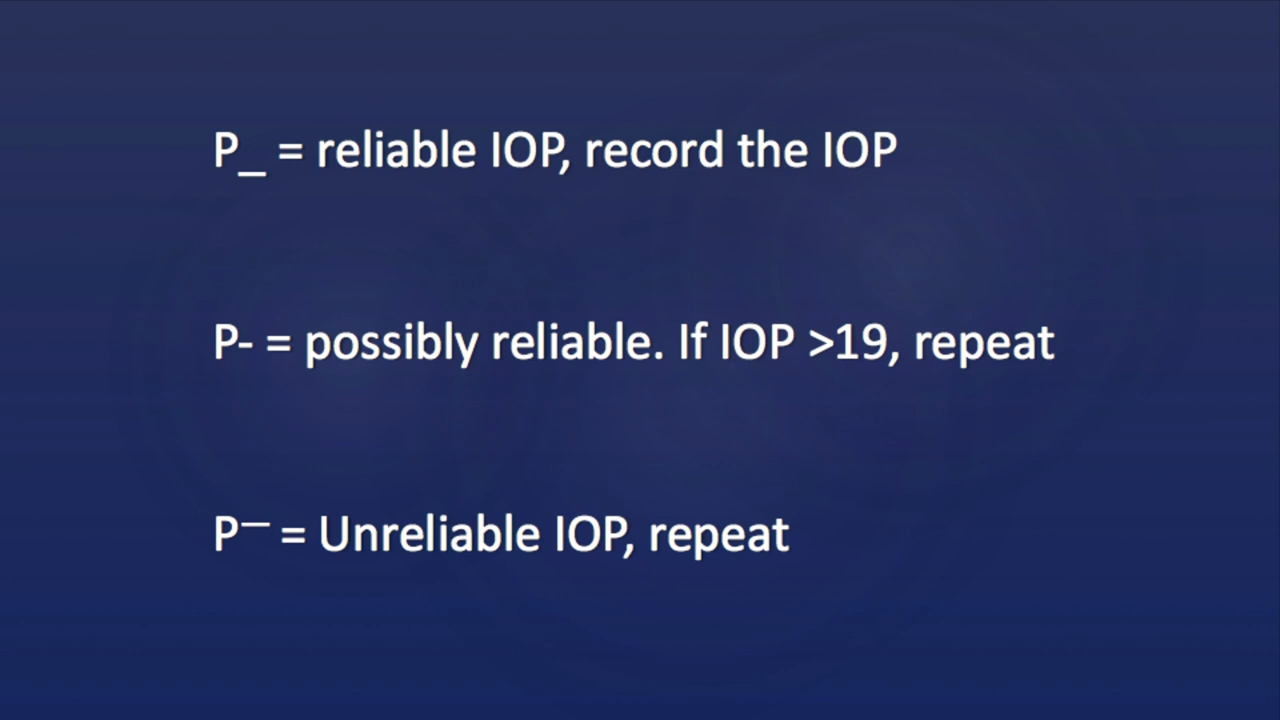 P_ = reliable IOP, record the IOP
P- = possibly reliable. If IOP >19, repeat
P¯ = Unreliable IOP, repeat